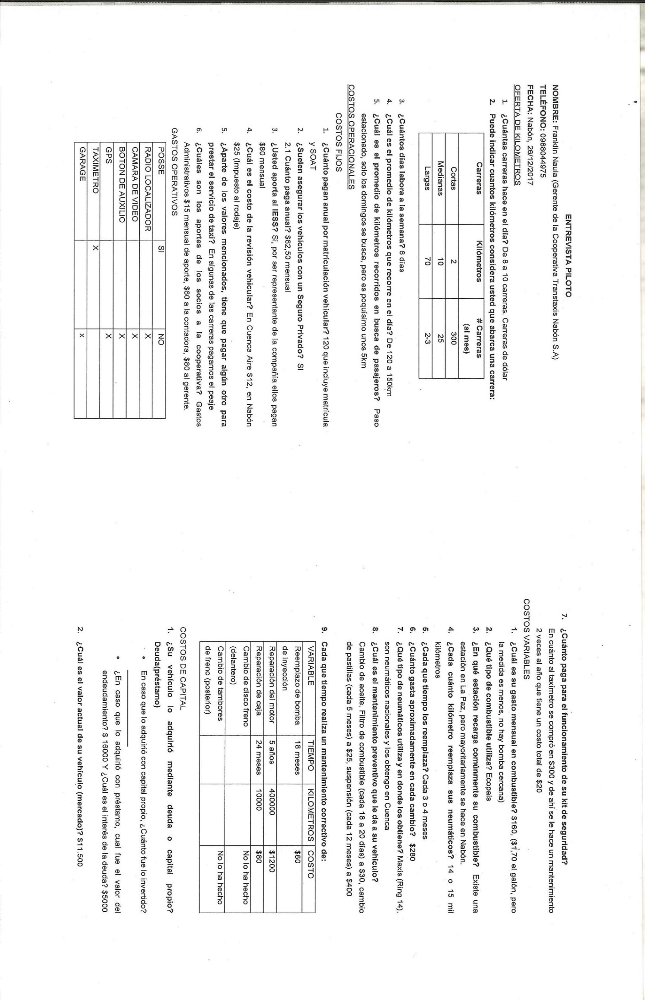 ENTREVISTA PILOTO
NOMBRE: Franklin Naula (Gerente de la Cooperativa Transtaxis Nabón S.A)
TELÉFONO: 0988044975
FECHA: Nabón, 26/12/2017
OFERTA DE KILOMETROS
1. ¿Cuántas carreras hace en el día? De 8 a 10 carreras. Carreras de dólar
2. Puede indicar cuantos kilómetros considera usted que abarca una carrera:
Carreras Kilómetros # Carreras
(al mes)
Cortas 2 300
Medianas 10 25
Largas 70 2-3
3. ¿Cuántos días labora a la semana? 6 días
4. ¿Cuál es el promedio de kilómetros que recorre en el día? De 120 a 150km
5. ¿Cuál es el promedio de kilómetros recorridos en busca de pasajeros? Paso
estacionado, solo los domingos se busca, pero es poquísimo unos 5km
COSTOS OPERACIONALES
COSTOS FIJOS
1. ¿Cuánto pagan anual por matriculación vehicular? 120 que incluye matrícula
y SOAT
2. ¿Suelen asegurar los vehículos con un Seguro Privado? SI
2.1 Cuánto paga anual? $62,50 mensual
3. ¿Usted aporta al IESS? Si, por ser representante de la compañía ellos pagan
$80 mensual
4. ¿Cuál es el costo de la revisión vehicular? En Cuenca Aire $12, en Nabón
$25 (Impuesto al rodaje)
5. ¿Aparte de los valores mencionados, tiene que pagar algún otro para
prestar el servicio de taxi? En algunas de las carreras pagamos el peaje
6. ¿Cuáles son los aportes de los socios a la cooperativa? Gastos
Administrativos $15 mensual de aporte, $60 a la contadora, $80 al gerente.
GASTOS OPERATIVOS
POSSE SI NO
RADIO LOCALIZADOR X
CAMARA DE VIDEO X
BOTON DE AUXILIO X
GPS X
TAXIMETRO X
GARAGE x
7. ¿Cuánto paga para el funcionamiento de su kit de seguridad?
En cuánto al taxímetro se compró en $300 y de ahí se le hace un mantenimiento
2 veces al año que tiene un costo total de $20
COSTOS VARIABLES
1. ¿Cuál es su gasto mensual en combustible? $160, ($1,70 el galón, pero
la medida es menos, no hay bomba cercana)
2. ¿Qué tipo de combustible utiliza? Ecopais
3. ¿En qué estación recarga comúnmente su combustible? Existe una
estación en La Paz, pero mayoritariamente se hace en Nabón.
4. ¿Cada cuánto kilómetro reemplaza sus neumáticos? 14 o 15 mil
kilómetros
5. ¿Cada que tiempo los reemplaza? Cada 3 o 4 meses
6. ¿Cuánto gasta aproximadamente en cada cambio? $280
7. ¿Qué tipo de neumáticos utiliza y en donde los obtiene? Maxis (Ring 14),
son neumáticos nacionales y los obtengo en Cuenca
8. ¿Cuál es el mantenimiento preventivo que le da a su vehículo?
Cambio de aceite, Filtro de combustible (cada 18 a 20 días) a $30, cambio
de pastillas (cada 5 meses) a $25, suspensión (cada 12 meses) a $400
9. Cada que tiempo realiza un mantenimiento correctivo de:
VARIABLE TIEMPO KILOMETROS COSTO
Reemplazo de bomba 18 meses $60
de inyección
Reparación del motor 5 años 400000 $1200
Reparación de caja 24 meses 10000 $80
Cambio de disco freno No lo ha hecho
(delantero)
Cambio de tambores No lo ha hecho
de freno (posterior)
COSTOS DE CAPITAL
1. ¿Su vehículo lo adquirió mediante deuda o capital propio?
Deuda(préstamo)
• En caso que lo adquirió con capital propio, ¿Cuánto fue lo invertido?
• ¿En caso que lo adquirió con préstamo, cual fue el valor del
endeudamiento? $ 16000 Y ¿Cuál es el interés de la deuda? $5000
2. ¿Cuál es el valor actual de su vehículo (mercado)? $11.500